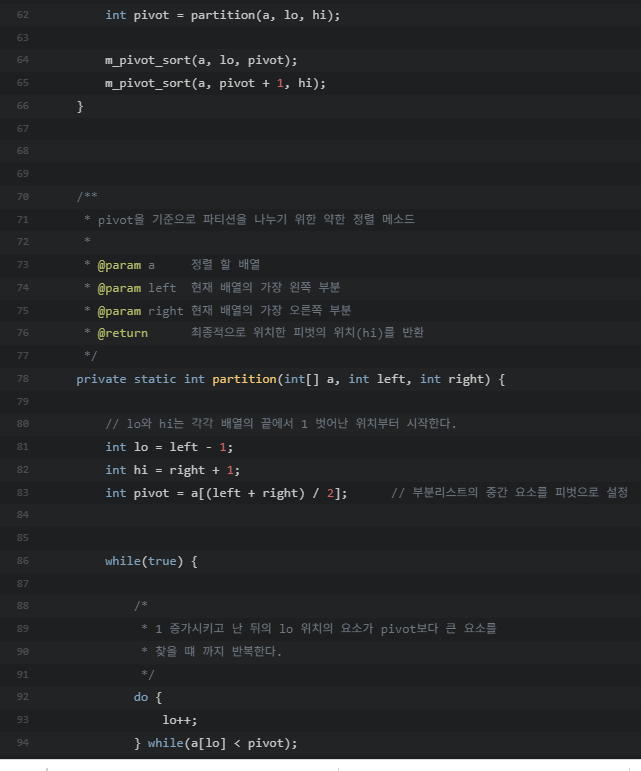 62 int pivot = partition(a, lo, hi);
63
64 m_pivot_sort(a, lo, pivot);
65 m_pivot_sort(a, pivot + 1, hi);
66 }
67
68
69
70 /**
71 * pivot을 기준으로 파티션을 나누기 위한 약한 정렬 메소드
72 *
73 * @param a 정렬 할 배열
74 * @param left 현재 배열의 가장 왼쪽 부분
75 * @param right 현재 배열의 가장 오른쪽 부분
76 * @return 최종적으로 위치한 피벗의 위치(hi)를 반환
77 */
78 private static int partition(int[] a, int left, int right) {
79
80 // lo와 hi는 각각 배열의 끝에서 1 벗어난 위치부터 시작한다.
81 int lo = left - 1;
82 int hi = right + 1;
83 int pivot = a[(left + right) / 2]; // 부분리스트의 중간 요소를 피벗으로 설정
84
85
86 while(true) {
87
88 /*
89 * 1 증가시키고 난 뒤의 lo 위치의 요소가 pivot보다 큰 요소를
90 * 찾을 떄 까지 반복한다.
91 */
92 do {
93 lo++;
94 } while(a[lo] < pivot);